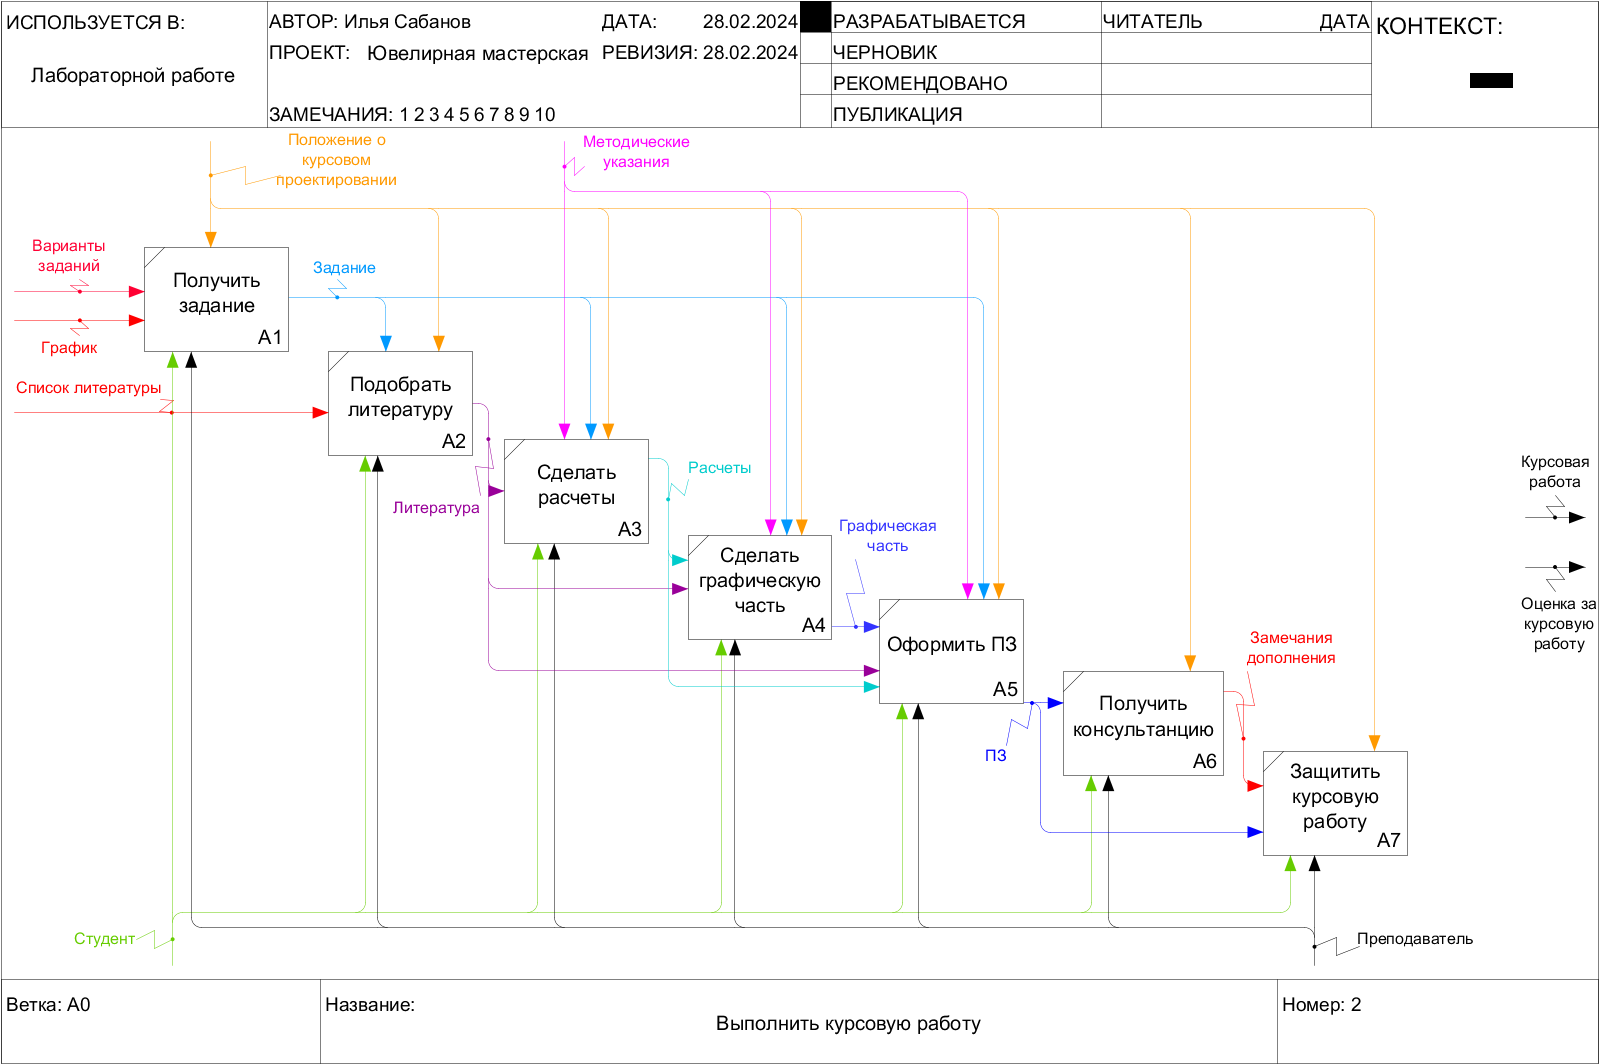 ИСПОЛЬЗУЕТСЯ В:
Лабораторной работе
АВТОР: Илья Сабанов
ДАТА: 28.02.2024
ПРОЕКТ: Ювелирная мастерская
РЕВИЗИЯ: 28.02.2024
ЗАМЕЧАНИЯ: 1 2 3 4 5 6 7 8 9 10
РАЗРАБАТЫВАЕТСЯ
ЧЕРНОВИК
РЕКОМЕНДОВАНО
ПУБЛИКАЦИЯ
ЧИТАТЕЛЬ
ДАТА
КОНТЕКСТ:
Положение о
курсовом
проектировании
Методические
указания
Варианты
заданий
График
Список литературы
Получить
задание
A1
Задание
Подобрать
литературу
A2
Литература
Сделать
расчеты
A3
Расчеты
Сделать
графическую
часть
A4
Графическая
часть
Оформить ПЗ
A5
ПЗ
Получить
консультанцию
A6
Замечания
дополнения
Защитить
курсовую
работу
A7
Курсовая
работа
Оценка за
курсовую
работу
Студент
Преподаватель
Ветка: A0
Название:
Выполнить курсовую работу
Номер: 2